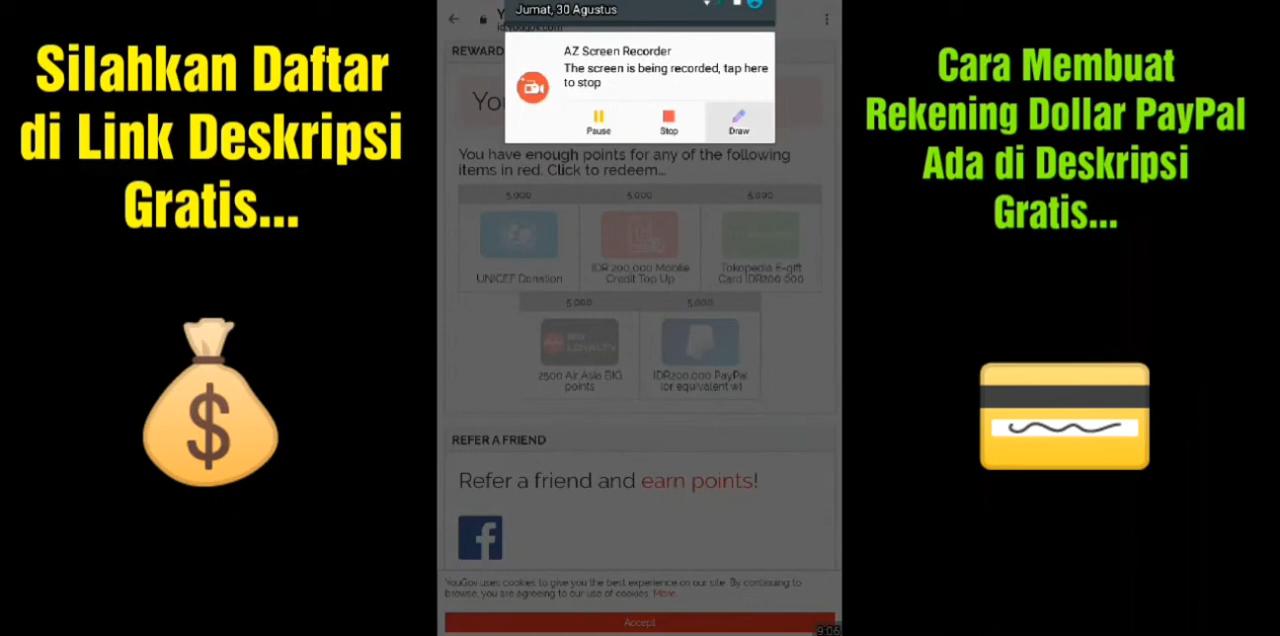 Silahkan Daftar
di Link Deskripsi
Gratis...
Jumat, 30 Agustus
AZ Screen Recorder
The screen is being recorded, tap here
to stop
Pause
Stop
Draw
REWARD
You have enough points for any of the following
items in red. Click to redeem...
5,000
5,000
5,000
UNICEF Donation
IDR 200,000 Mobile
Credit Top Up
Tokopedia E-gift
Card IDR200,000
5,000
5,000
BIG
LOYALTY
2500 Air Asia BIG
points
IDR200,000 PayPal
(or equivalent wi
REFER A FRIEND
Refer a friend and earn points!
YouGov uses cookies to give you the best experience on our site. By continuing to
browse, you are agreeing to our use of cookies. More.
Accept
9:06
Cara Membuat
Rekening Dollar PayPal
Ada di Deskripsi
Gratis...